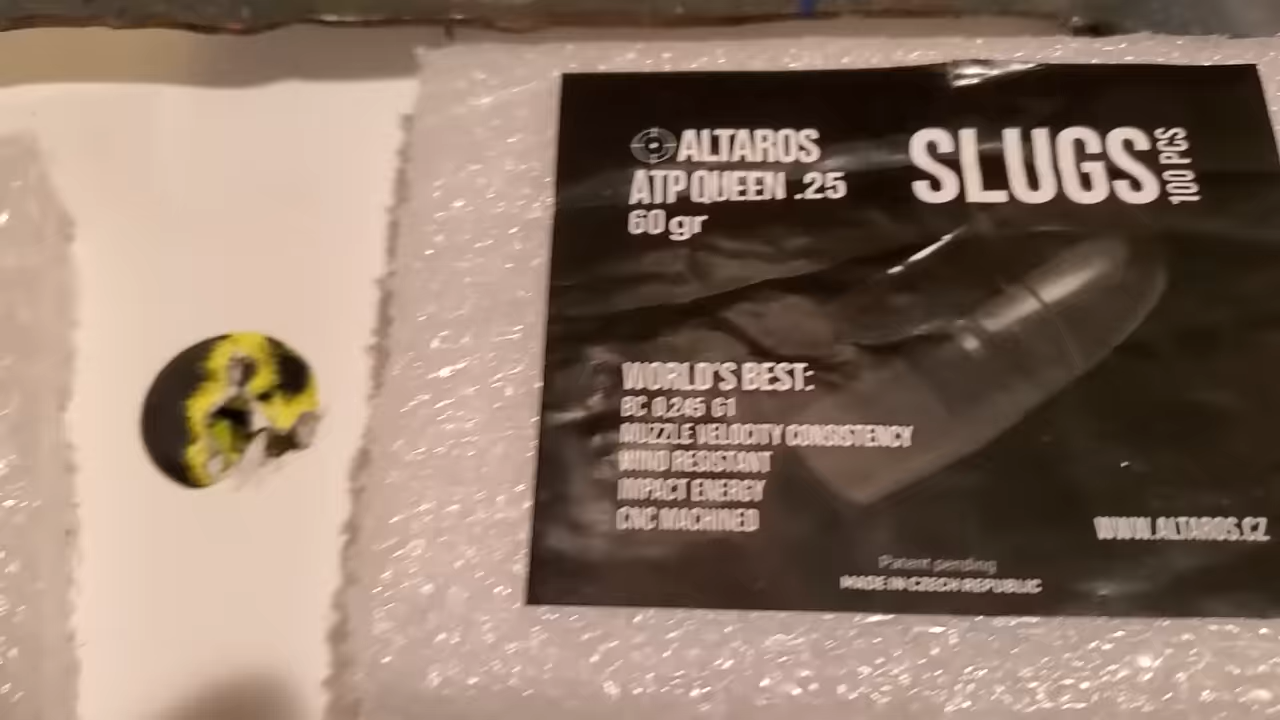 ALTAROS
ATP QUEEN .25
60 gr
SLUGS
100 PCS
WORLD'S BEST:
BC 0,245 G1
MUZZLE VELOCITY CONSISTENCY
WIND RESISTANT
IMPACT ENERGY
CNC MACHINED
WWW.ALTAROS.CZ
Patent pending
MADE IN CZECH REPUBLIC